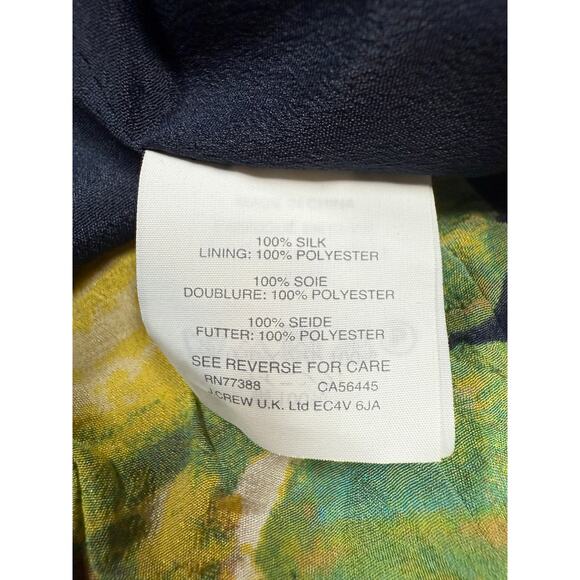 100% SILK
LINING: 100% POLYESTER
100% SOIE
DOUBLURE: 100% POLYESTER
100% SEIDE
FUTTER: 100% POLYESTER
SEE REVERSE FOR CARE
RN77388 CA56445
J CREW U.K. Ltd EC4V 6JA